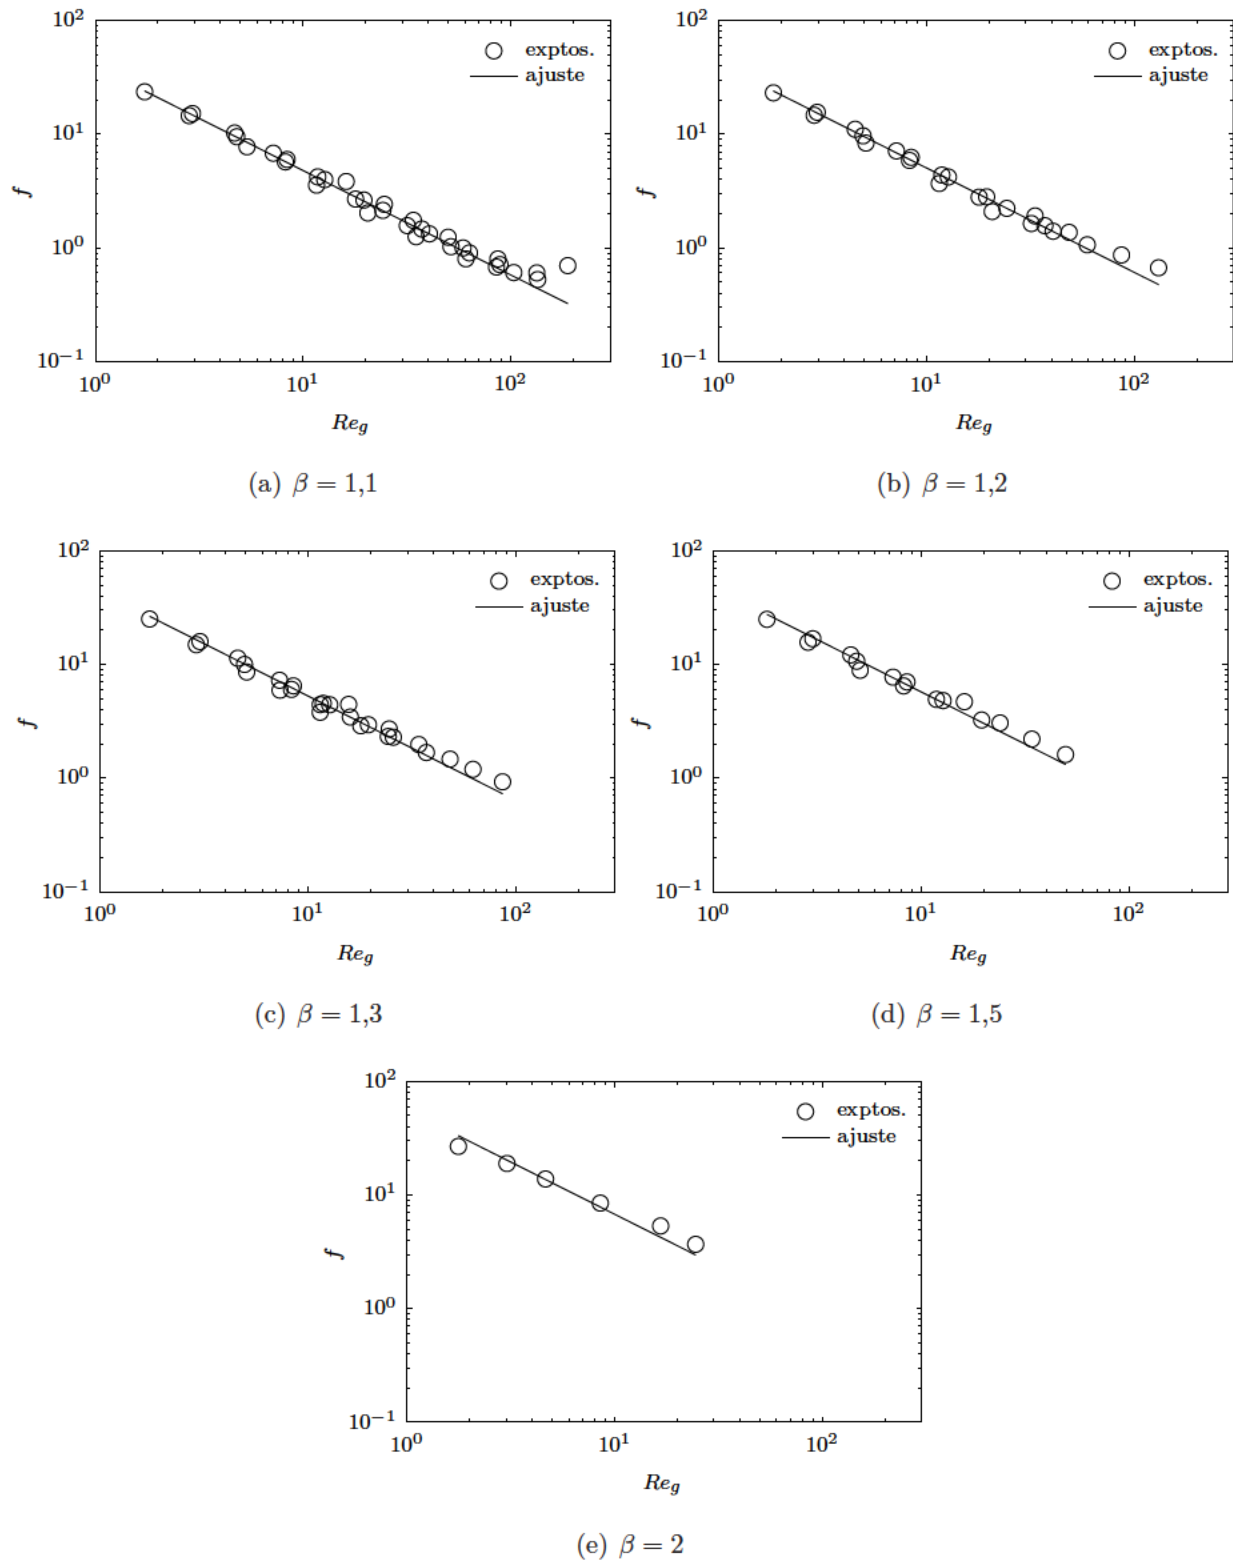 10² 10²
exptos. exptos.
ajuste ajuste
10¹ 10¹
f f
10⁰ 10⁰
10⁻¹ 10⁻¹
10⁰ 10¹ 10² 10⁰ 10¹ 10²
Re_g Re_g
(a) β = 1,1 (b) β = 1,2
10² 10²
exptos. exptos.
ajuste ajuste
10¹ 10¹
f f
10⁰ 10⁰
10⁻¹ 10⁻¹
10⁰ 10¹ 10² 10⁰ 10¹ 10²
Re_g Re_g
(c) β = 1,3 (d) β = 1,5
10²
exptos.
ajuste
10¹
f
10⁰
10⁻¹
10⁰ 10¹ 10²
Re_g
(e) β = 2